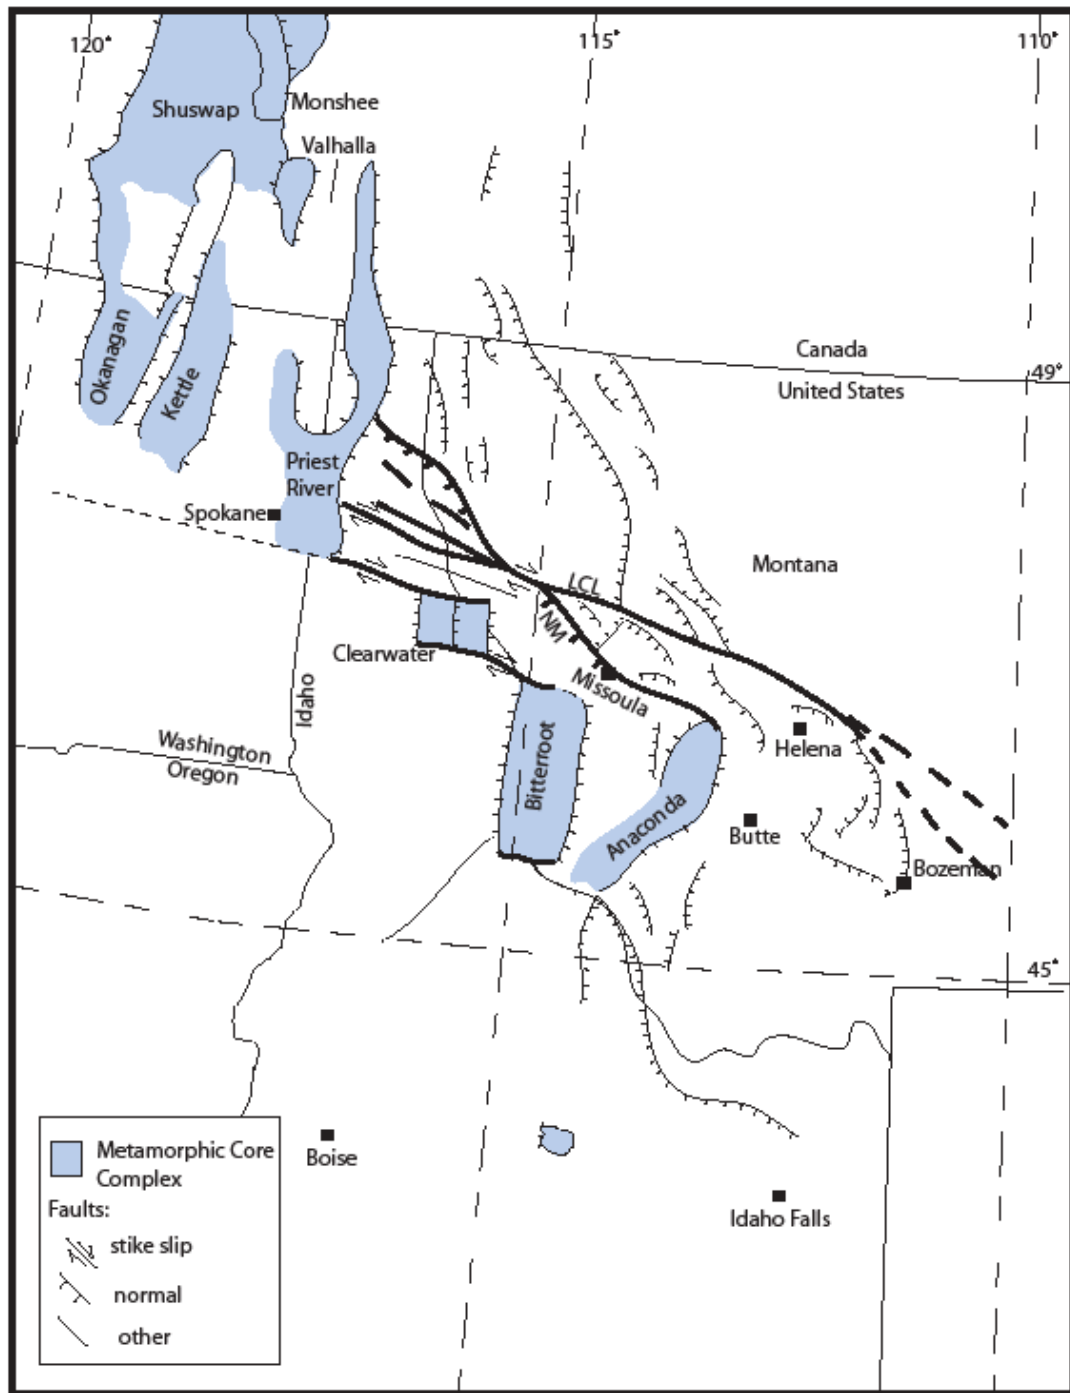 120°
115°
110°
Shuswap
Monshee
Valhalla
Okanagan
Kettle
Canada
United States
49°
Priest
River
Spokane
Montana
LCL
NM
Clearwater
Missoula
Idaho
Washington
Oregon
Bitterroot
Helena
Anaconda
Butte
Bozeman
45°
Metamorphic Core
Complex
Faults:
stike slip
normal
other
Boise
Idaho Falls